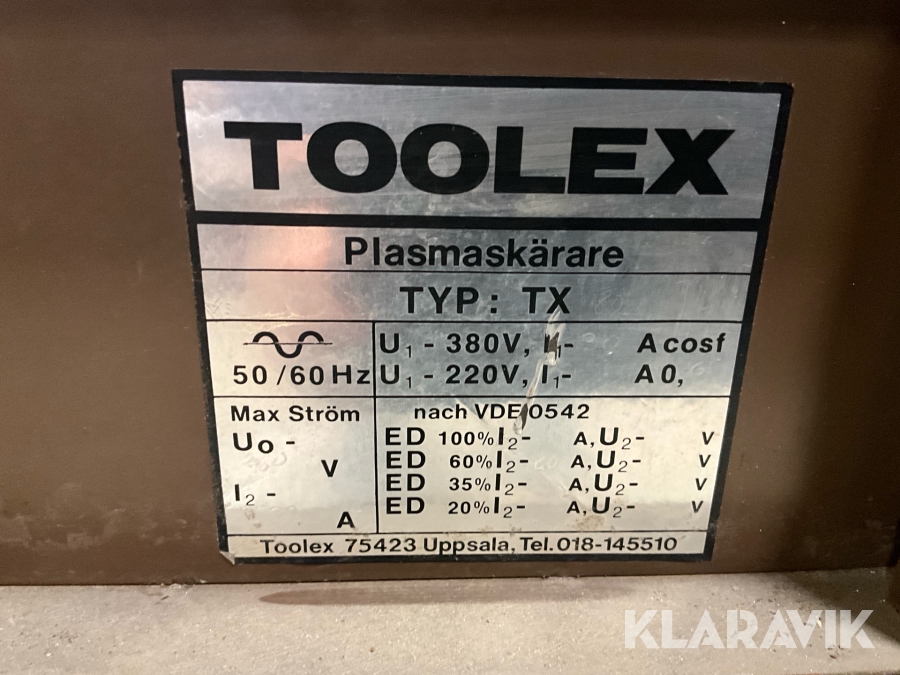 TOOLEX
Plasmaskärare
TYP: TX
50/60Hz
U1 - 380V, I1- A cosf
U1 - 220V, I1- A 0,
Max Ström
Uo -
V
I2 -
A
nach VDE 0542
ED 100% I2- A, U2- V
ED 60% I2- A, U2- V
ED 35% I2- A, U2- V
ED 20% I2- A, U2- V
Toolex 75423 Uppsala, Tel. 018-145510
KLARAVIK